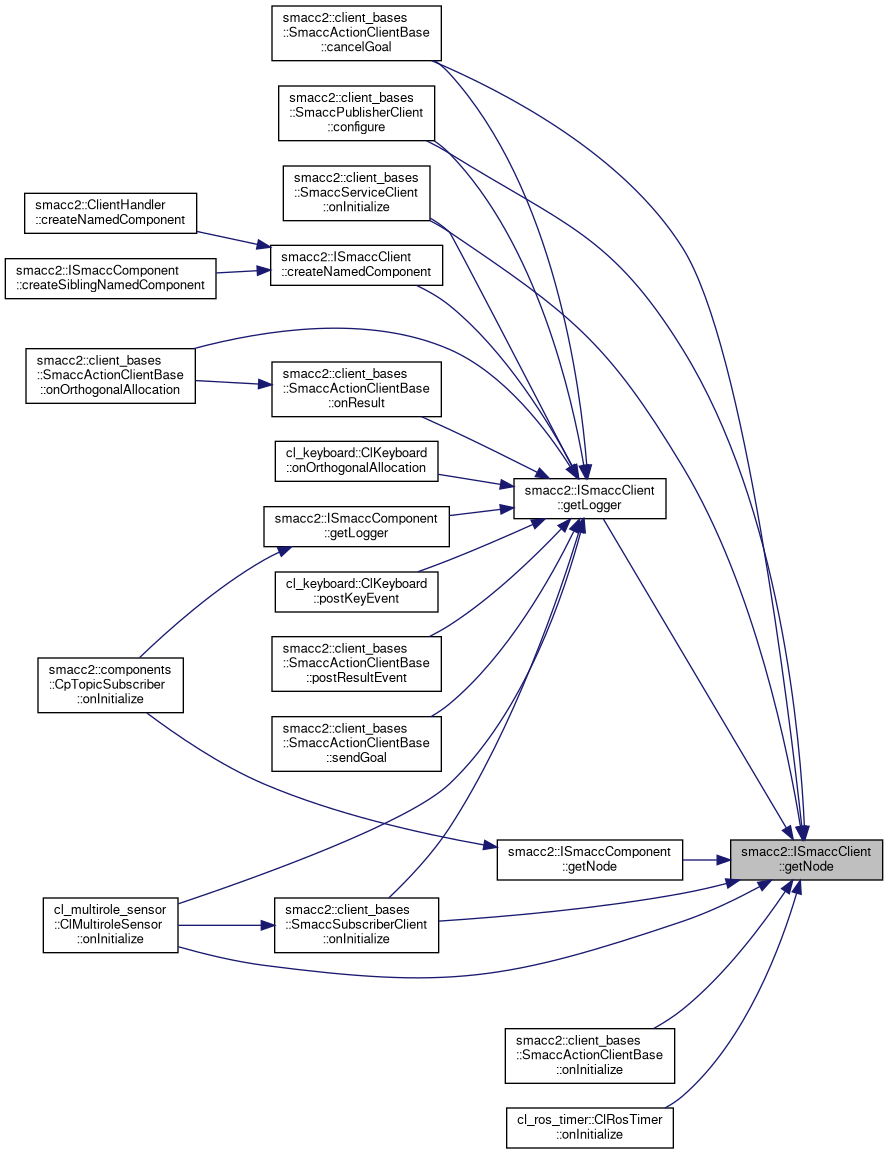 smacc2::client_bases
::SmaccActionClientBase
::cancelGoal
smacc2::client_bases
::SmaccPublisherClient
::configure
smacc2::client_bases
::SmaccServiceClient
::onInitialize
smacc2::ClientHandler
::createNamedComponent
smacc2::ISmaccClient
::createNamedComponent
smacc2::ISmaccComponent
::createSiblingNamedComponent
smacc2::client_bases
::SmaccActionClientBase
::onOrthogonalAllocation
smacc2::client_bases
::SmaccActionClientBase
::onResult
cl_keyboard::ClKeyboard
::onOrthogonalAllocation
smacc2::ISmaccClient
::getLogger
smacc2::ISmaccComponent
::getLogger
cl_keyboard::ClKeyboard
::postKeyEvent
smacc2::client_bases
::SmaccActionClientBase
::postResultEvent
smacc2::components
::CpTopicSubscriber
::onInitialize
smacc2::client_bases
::SmaccActionClientBase
::sendGoal
smacc2::ISmaccComponent
::getNode
smacc2::ISmaccClient
::getNode
cl_multirole_sensor
::ClMultiroleSensor
::onInitialize
smacc2::client_bases
::SmaccSubscriberClient
::onInitialize
smacc2::client_bases
::SmaccActionClientBase
::onInitialize
cl_ros_timer::ClRosTimer
::onInitialize